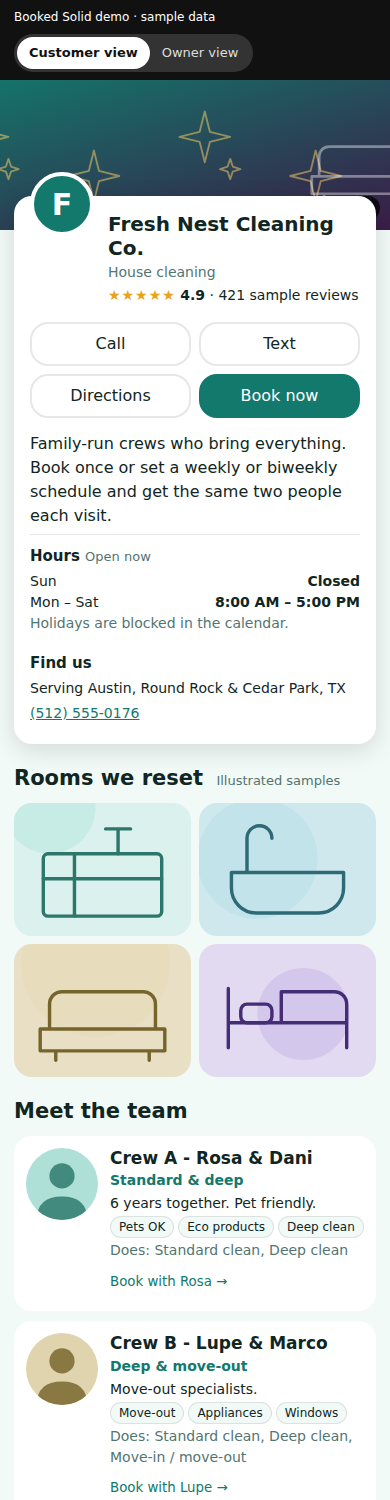 Booked Solid demo · sample data
Customer view
Owner view
F
Fresh Nest Cleaning
Co.
House cleaning
★★★★★ 4.9 · 421 sample reviews
Call
Text
Directions
Book now
Family-run crews who bring everything.
Book once or set a weekly or biweekly
schedule and get the same two people
each visit.
Hours Open now
Sun Closed
Mon – Sat 8:00 AM – 5:00 PM
Holidays are blocked in the calendar.
Find us
Serving Austin, Round Rock & Cedar Park, TX
(512) 555-0176
Rooms we reset Illustrated samples
Meet the team
Crew A - Rosa & Dani
Standard & deep
6 years together. Pet friendly.
Pets OK Eco products Deep clean
Does: Standard clean, Deep clean
Book with Rosa →
Crew B - Lupe & Marco
Deep & move-out
Move-out specialists.
Move-out Appliances Windows
Does: Standard clean, Deep clean,
Move-in / move-out
Book with Lupe →